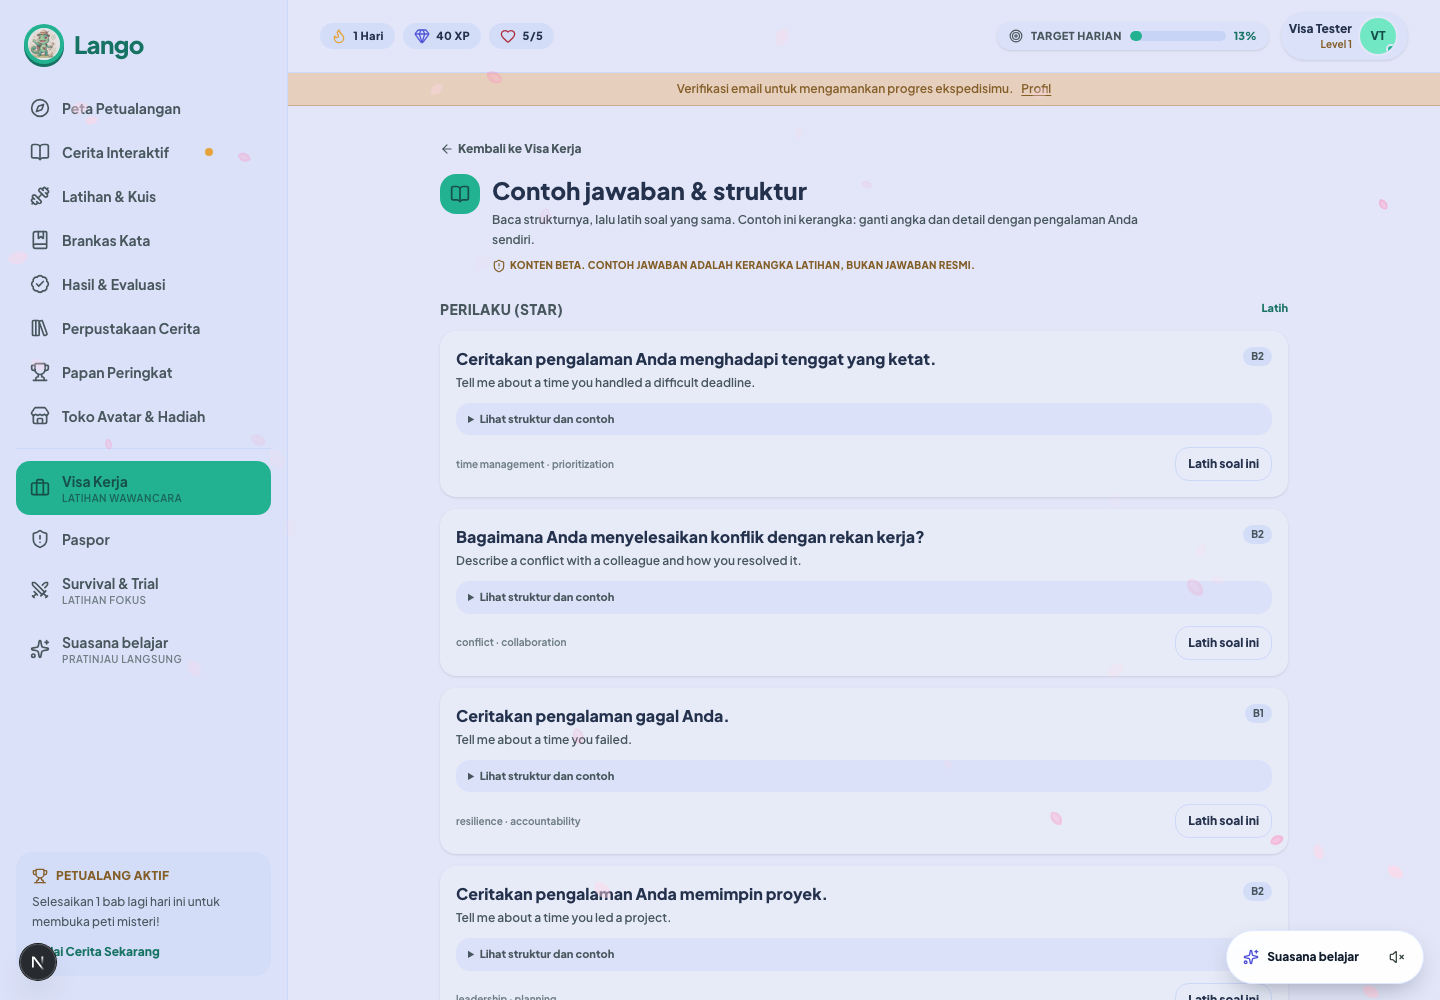 Lango
Peta Petualangan
Cerita Interaktif
Latihan & Kuis
Brankas Kata
Hasil & Evaluasi
Perpustakaan Cerita
Papan Peringkat
Toko Avatar & Hadiah
Visa Kerja
LATIHAN WAWANCARA
Paspor
Survival & Trial
LATIHAN FOKUS
Suasana belajar
PRATINJAU LANGSUNG
PETUALANG AKTIF
Selesaikan 1 bab lagi hari ini untuk
membuka peti misteri!
Cerita Sekarang
N
1 Hari
40 XP
5/5
TARGET HARIAN
13%
Visa Tester
Level 1
VT
Verifikasi email untuk mengamankan progres ekspedisimu. Profil
Kembali ke Visa Kerja
Contoh jawaban & struktur
Baca strukturnya, lalu latih soal yang sama. Contoh ini kerangka: ganti angka dan detail dengan pengalaman Anda
sendiri.
KONTEN BETA. CONTOH JAWABAN ADALAH KERANGKA LATIHAN, BUKAN JAWABAN RESMI.
PERILAKU (STAR)
Latih
Ceritakan pengalaman Anda menghadapi tenggat yang ketat.
B2
Tell me about a time you handled a difficult deadline.
Lihat struktur dan contoh
time management · prioritization
Latih soal ini
Bagaimana Anda menyelesaikan konflik dengan rekan kerja?
B2
Describe a conflict with a colleague and how you resolved it.
Lihat struktur dan contoh
conflict · collaboration
Latih soal ini
Ceritakan pengalaman gagal Anda.
B1
Tell me about a time you failed.
Lihat struktur dan contoh
resilience · accountability
Latih soal ini
Ceritakan pengalaman Anda memimpin proyek.
B2
Tell me about a time you led a project.
Lihat struktur dan contoh
leadership · planning
Latih soal ini
Suasana belajar